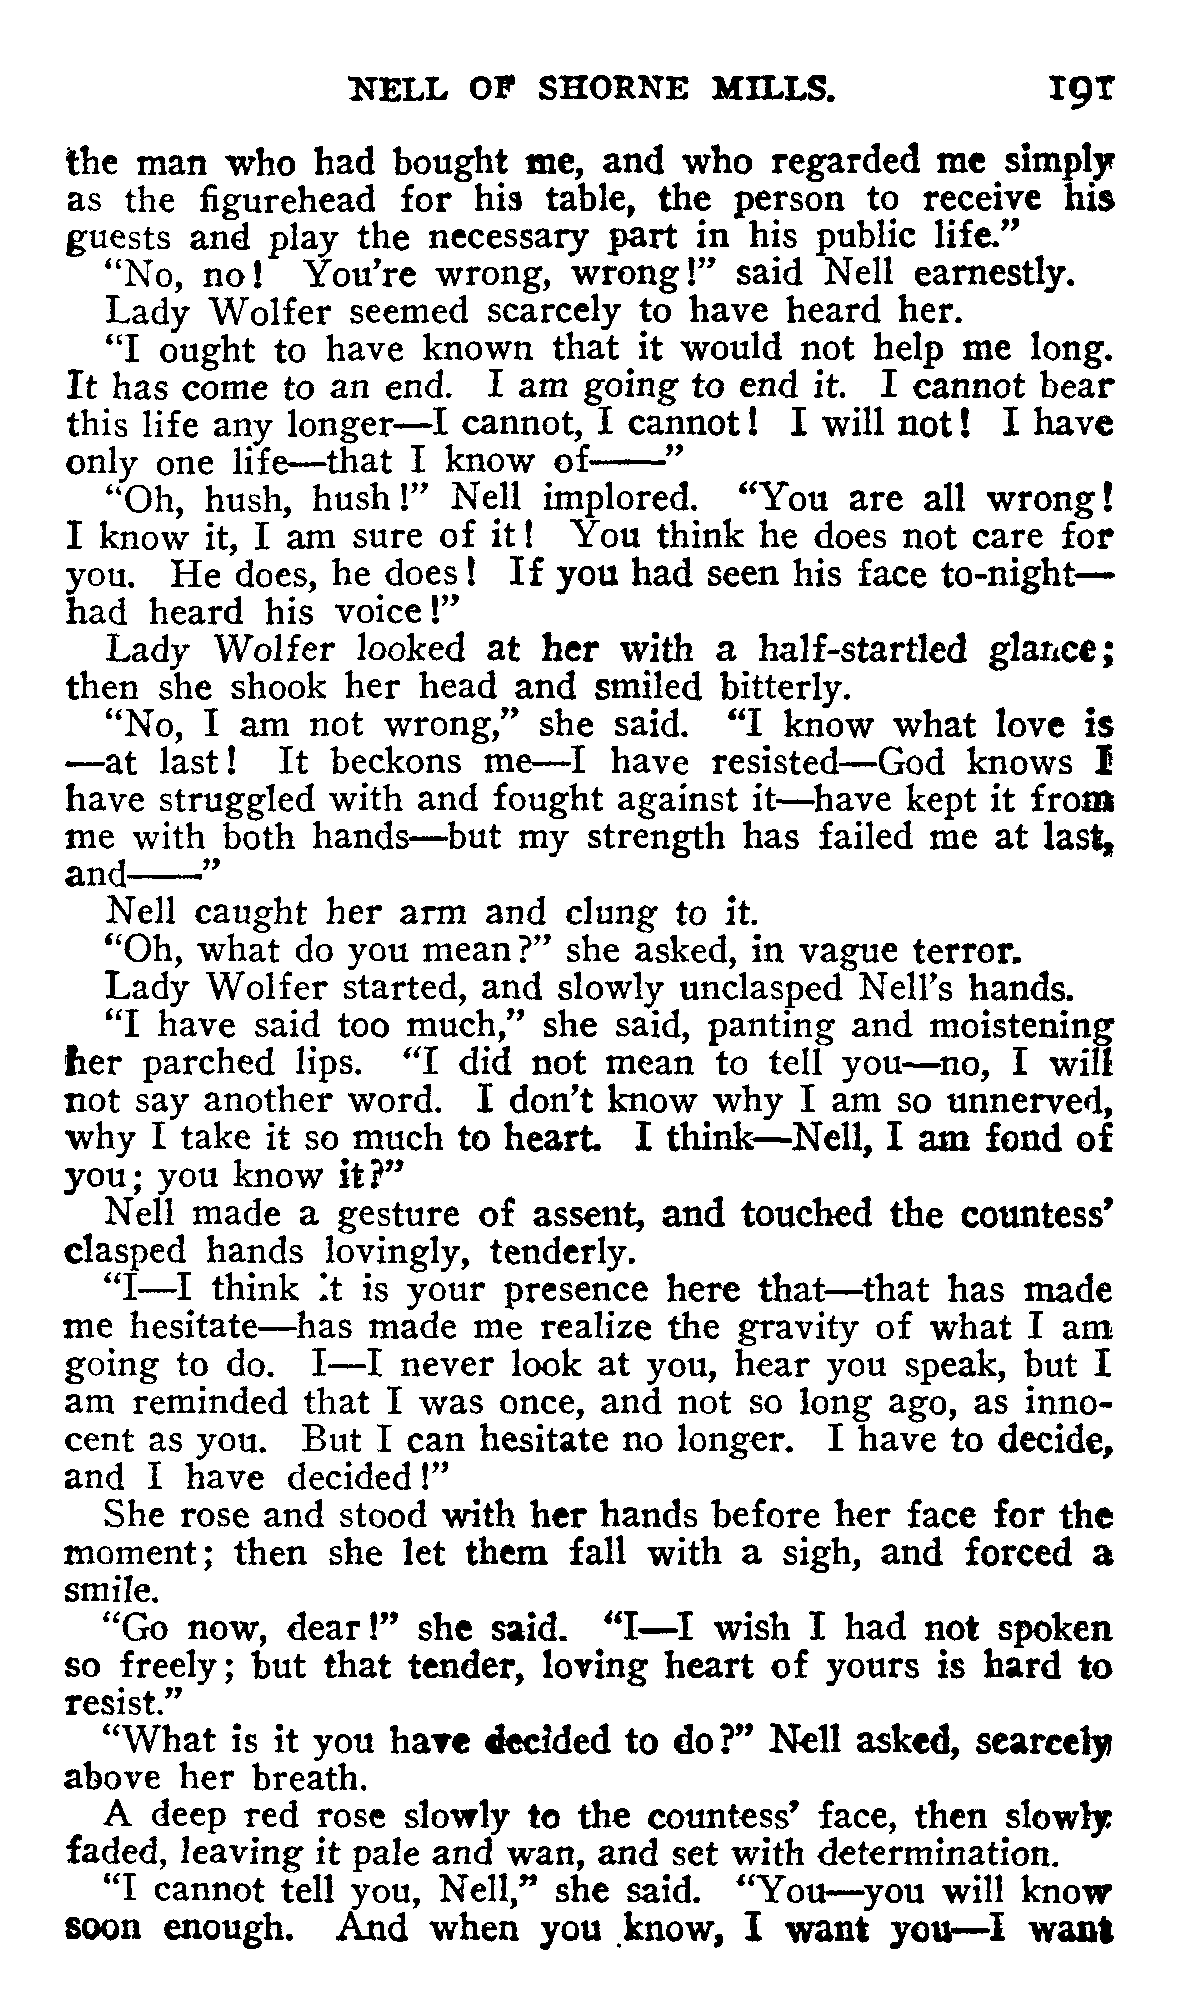 NELL OF SHORNE MILLS. 191
the man who had bought me, and who regarded me simply
as the figurehead for his table, the person to receive his
guests and play the necessary part in his public life."
"No, no! You're wrong, wrong!" said Nell earnestly.
Lady Wolfer seemed scarcely to have heard her.
"I ought to have known that it would not help me long.
It has come to an end. I am going to end it. I cannot bear
this life any longer—I cannot, I cannot! I will not! I have
only one life—that I know of——"
"Oh, hush, hush!" Nell implored. "You are all wrong!
I know it, I am sure of it! You think he does not care for
you. He does, he does! If you had seen his face to-night—
had heard his voice!"
Lady Wolfer looked at her with a half-startled glance;
then she shook her head and smiled bitterly.
"No, I am not wrong," she said. "I know what love is
—at last! It beckons me—I have resisted—God knows I
have struggled with and fought against it—have kept it from
me with both hands—but my strength has failed me at last,
and——"
Nell caught her arm and clung to it.
"Oh, what do you mean?" she asked, in vague terror.
Lady Wolfer started, and slowly unclasped Nell's hands.
"I have said too much," she said, panting and moistening
her parched lips. "I did not mean to tell you—no, I will
not say another word. I don't know why I am so unnerved,
why I take it so much to heart. I think—Nell, I am fond of
you; you know it?"
Nell made a gesture of assent, and touched the countess'
clasped hands lovingly, tenderly.
"I—I think it is your presence here that—that has made
me hesitate—has made me realize the gravity of what I am
going to do. I—I never look at you, hear you speak, but I
am reminded that I was once, and not so long ago, as inno-
cent as you. But I can hesitate no longer. I have to decide,
and I have decided!"
She rose and stood with her hands before her face for the
moment; then she let them fall with a sigh, and forced a
smile.
"Go now, dear!" she said. "I—I wish I had not spoken
so freely; but that tender, loving heart of yours is hard to
resist."
"What is it you have decided to do?" Nell asked, scarcely
above her breath.
A deep red rose slowly to the countess' face, then slowly
faded, leaving it pale and wan, and set with determination.
"I cannot tell you, Nell," she said. "You—you will know
soon enough. And when you know, I want you—I want